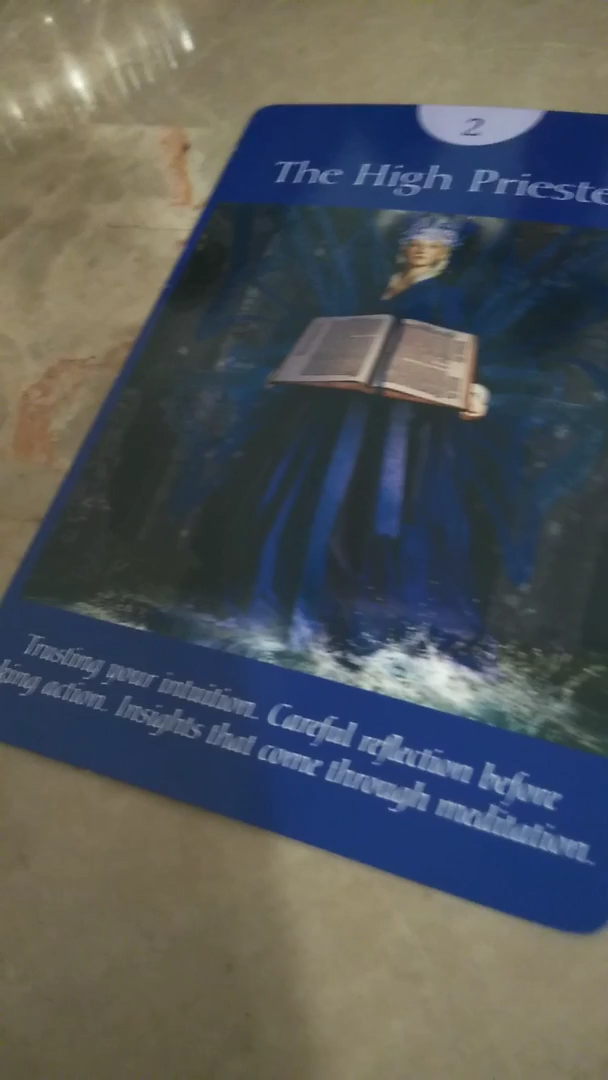 2
The High Prieste
Trusting your intuition. Careful reflection before
king action. Insights that come through meditation.